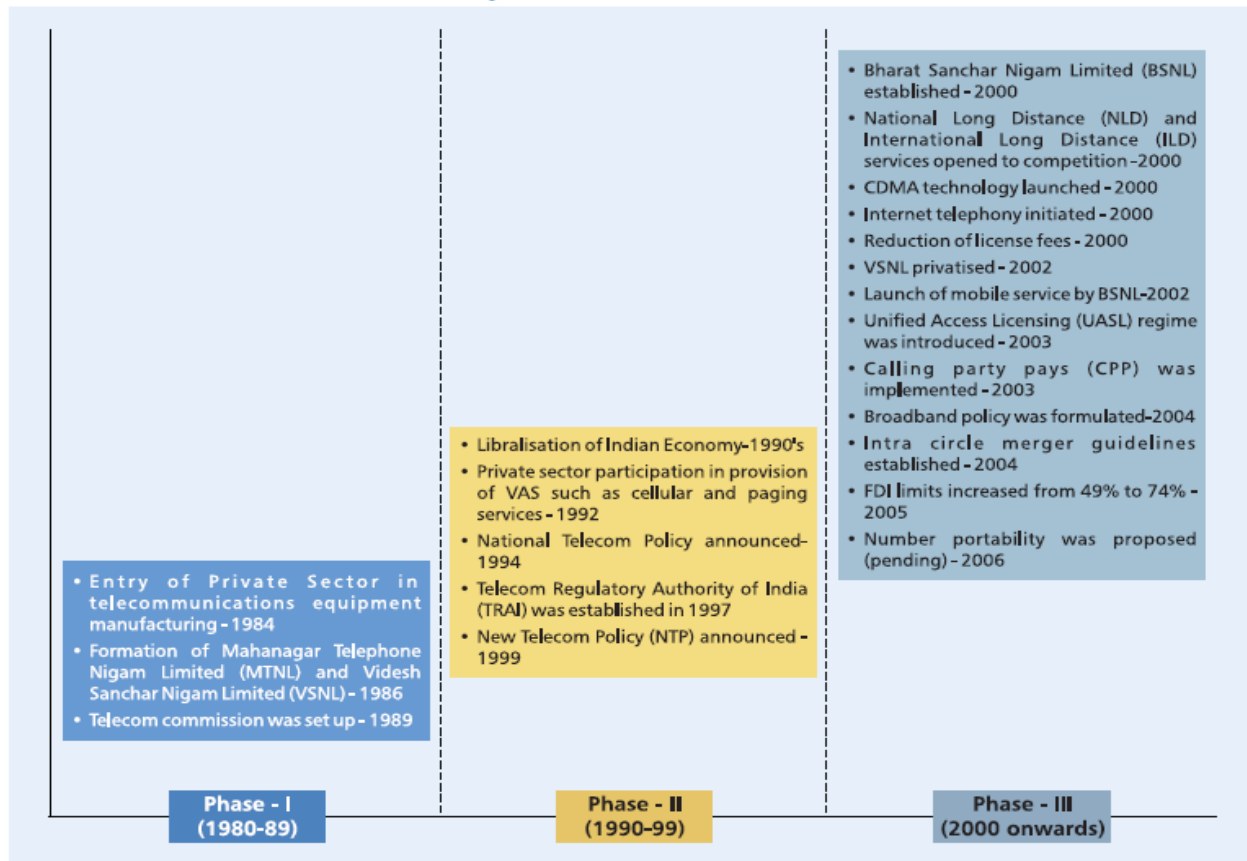 • Entry of Private Sector in
telecommunications equipment
manufacturing - 1984
• Formation of Mahanagar Telephone
Nigam Limited (MTNL) and Videsh
Sanchar Nigam Limited (VSNL) - 1986
• Telecom commission was set up - 1989
Phase - I
(1980-89)
• Libralisation of Indian Economy-1990's
• Private sector participation in provision
of VAS such as cellular and paging
services - 1992
• National Telecom Policy announced-
1994
• Telecom Regulatory Authority of India
(TRAI) was established in 1997
• New Telecom Policy (NTP) announced -
1999
Phase - II
(1990-99)
• Bharat Sanchar Nigam Limited (BSNL)
established - 2000
• National Long Distance (NLD) and
International Long Distance (ILD)
services opened to competition -2000
• CDMA technology launched - 2000
• Internet telephony initiated - 2000
• Reduction of license fees - 2000
• VSNL privatised - 2002
• Launch of mobile service by BSNL-2002
• Unified Access Licensing (UASL) regime
was introduced - 2003
• Calling party pays (CPP) was
implemented - 2003
• Broadband policy was formulated-2004
• Intra circle merger guidelines
established - 2004
• FDI limits increased from 49% to 74% -
2005
• Number portability was proposed
(pending) - 2006
Phase - III
(2000 onwards)